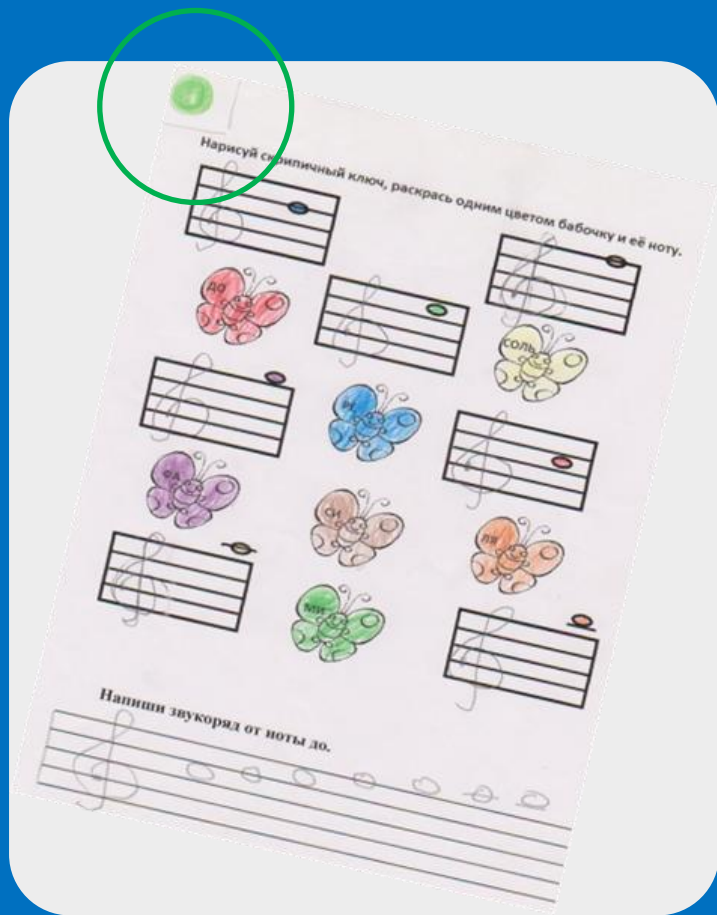 Нарисуй скрипичный ключ, раскрась одним цветом бабочку и её ноту.
ДО
СОЛЬ
ФА
СИ
ЛЯ
МИ
Напиши звукоряд от ноты до.